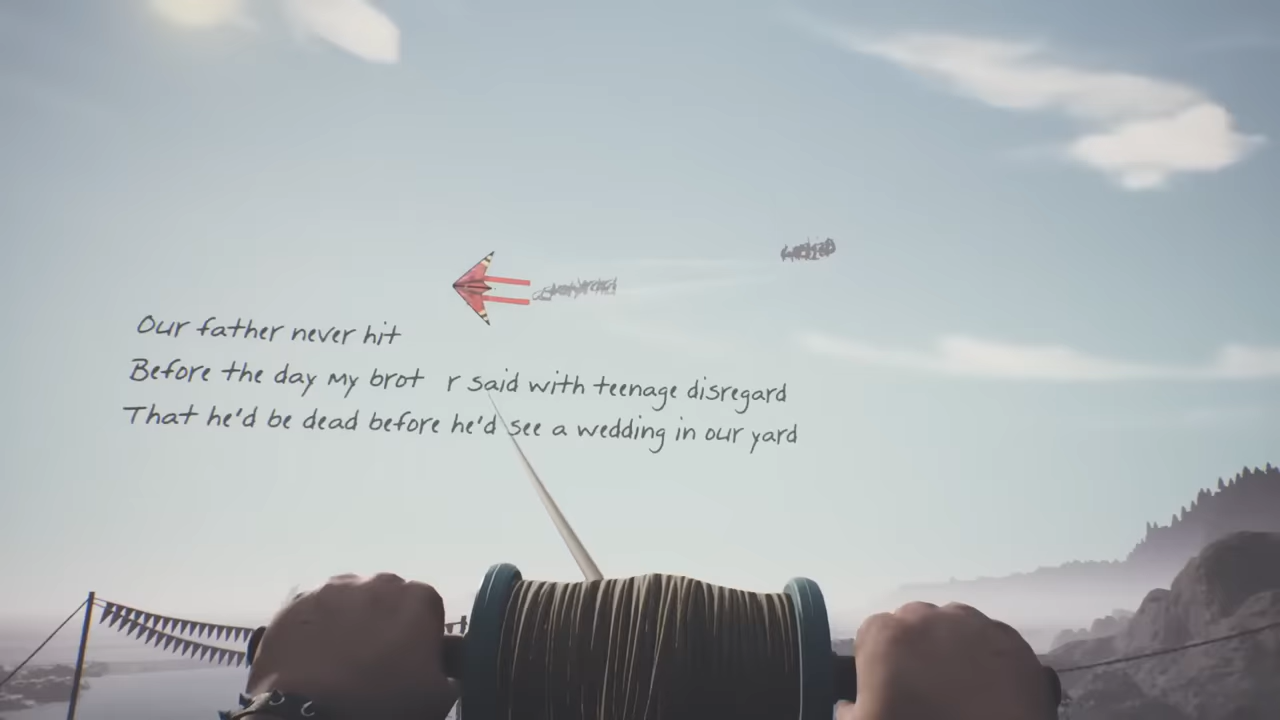 Our father never hit
Before the day my brot r said with teenage disregard
That he'd be dead before he'd see a wedding in our yard